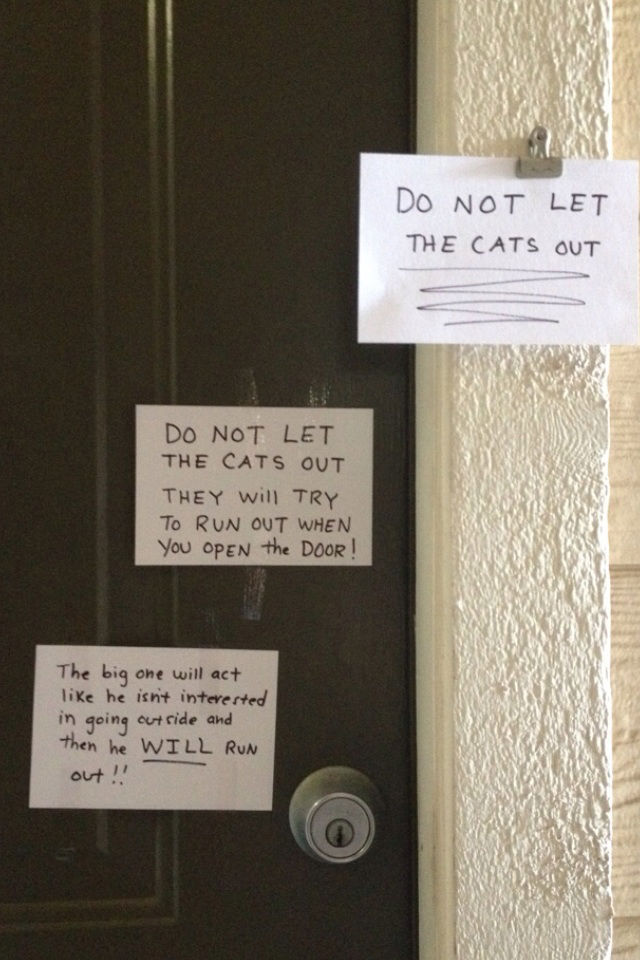 DO NOT LET
THE CATS OUT
DO NOT LET
THE CATS OUT
THEY Will TRY
To RUN OUT WHEN
YOU OPEN the DOOR!
The big one will act
like he isn't interested
in going outside and
then he WILL RUN
out!!